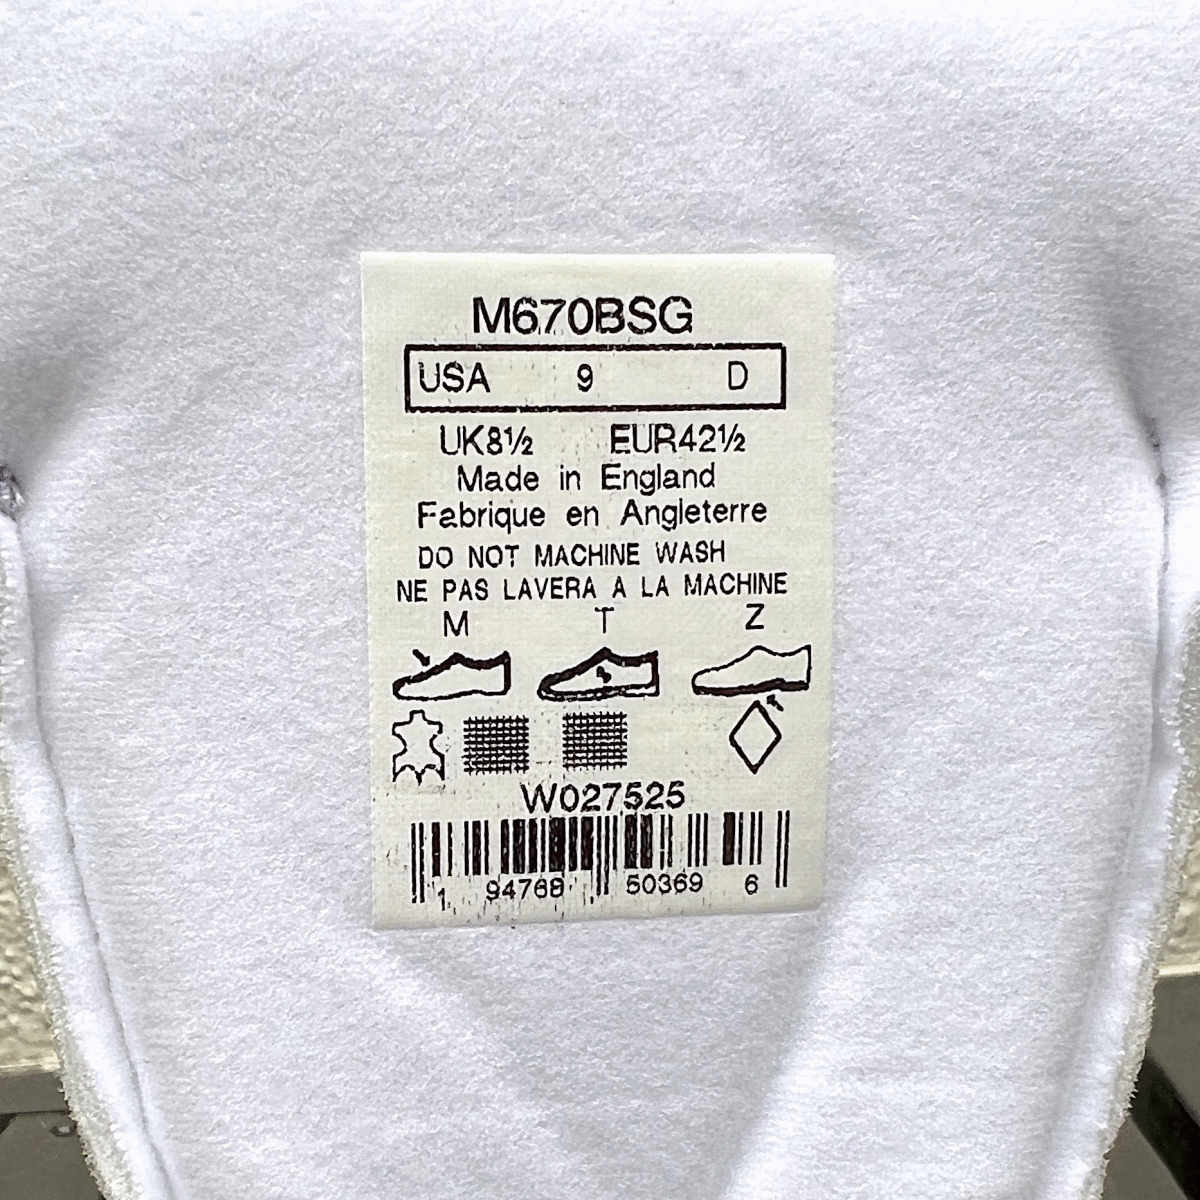 M670BSG
USA 9 D
UK8½ EUR42½
Made in England
Fabrique en Angleterre
DO NOT MACHINE WASH
NE PAS LAVERA A LA MACHINE
M T Z
W027525
1 94768 50369 6